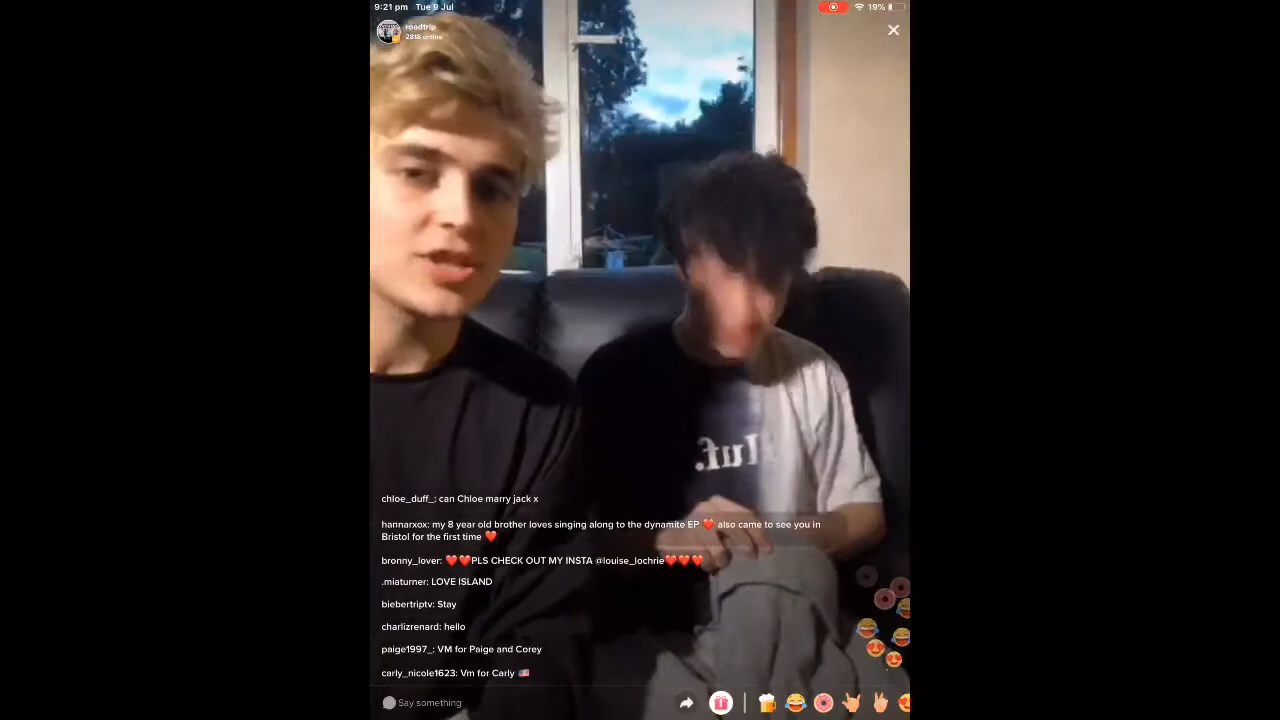 9:21 pm Tue 9 Jul
19%
roadtrip
chloe_duff_: can Chloe marry jack x
hannarxox: my 8 year old brother loves singing along to the dynamite EP ❤️ also came to see you in
Bristol for the first time ❤️
bronny_lover: ❤️❤️PLS CHECK OUT MY INSTA @louise_lochrie❤️❤️❤️
.miaturner: LOVE ISLAND
biebertriptv: Stay
charlizrenard: hello
paige1997_: VM for Paige and Corey
carly_nicole1623: Vm for Carly 🇺🇸
Say something